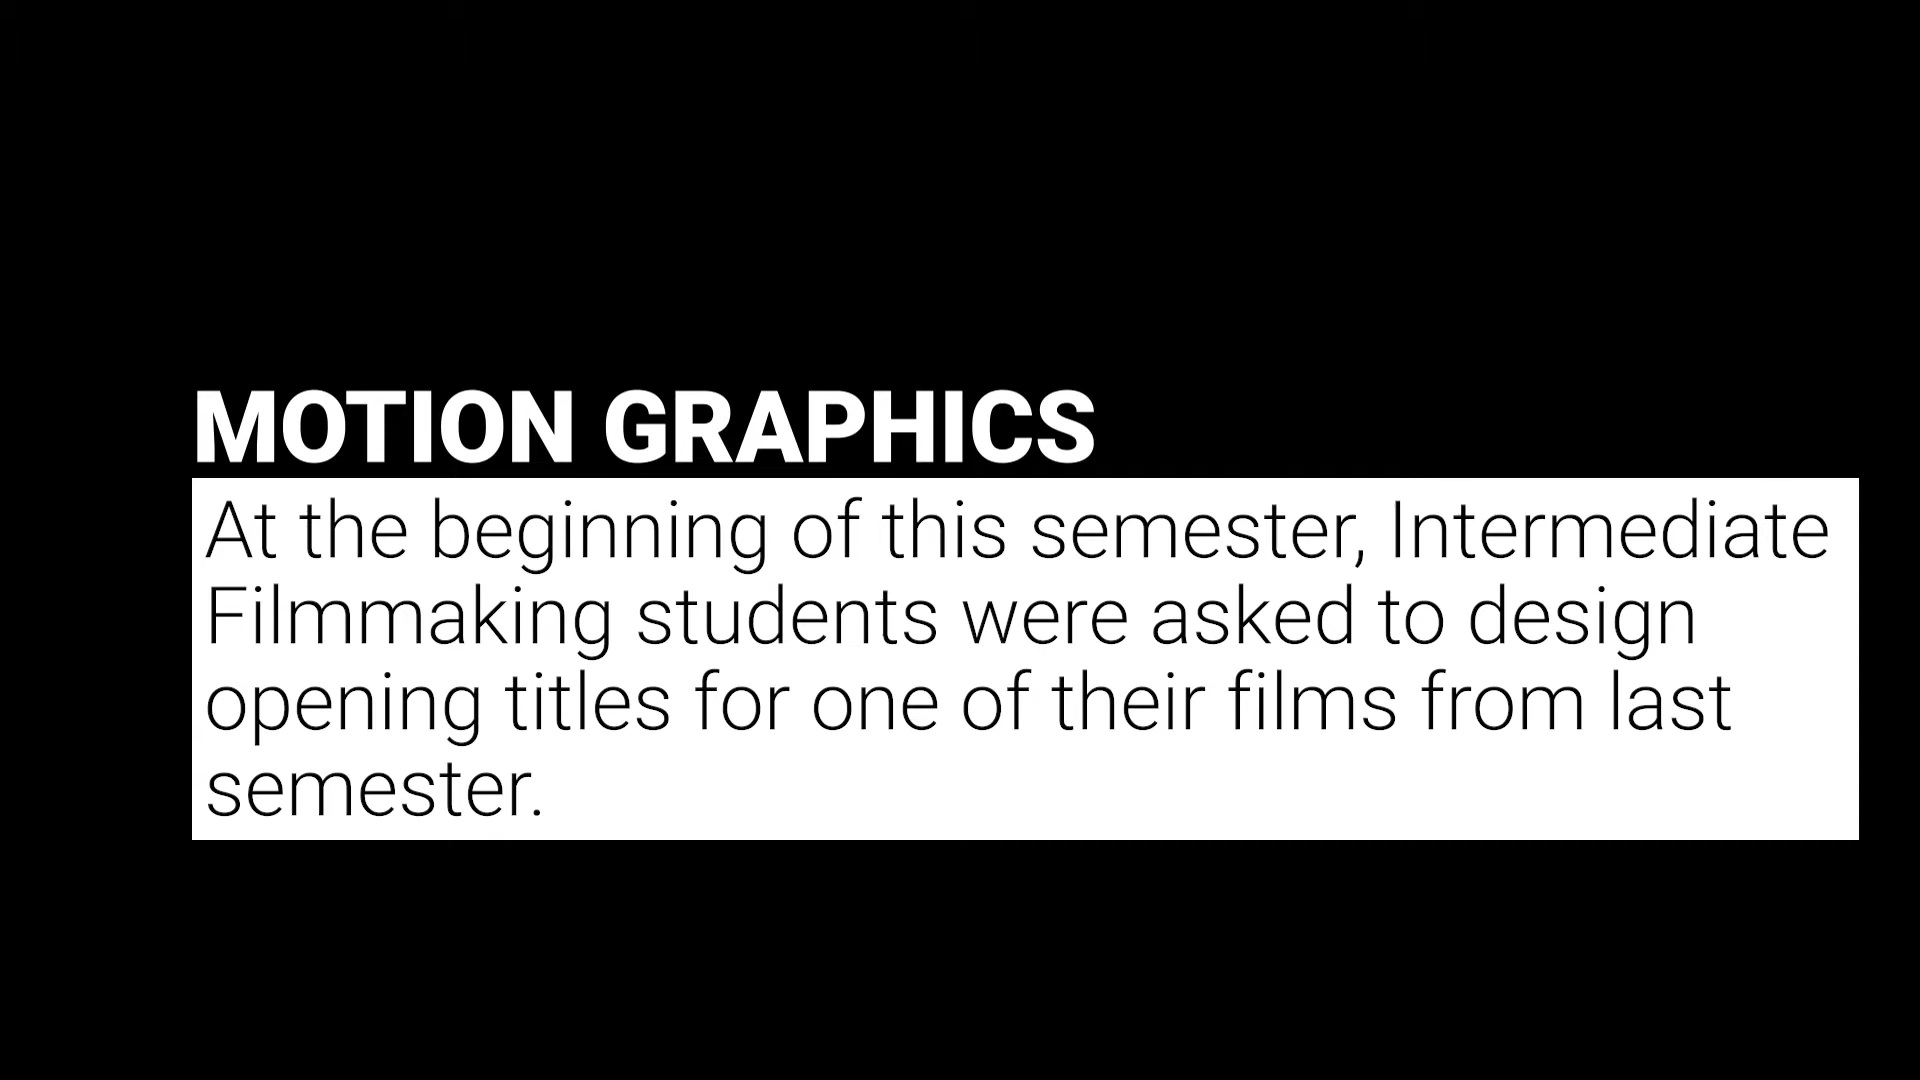 MOTION GRAPHICS
At the beginning of this semester, Intermediate
Filmmaking students were asked to design
opening titles for one of their films from last
semester.